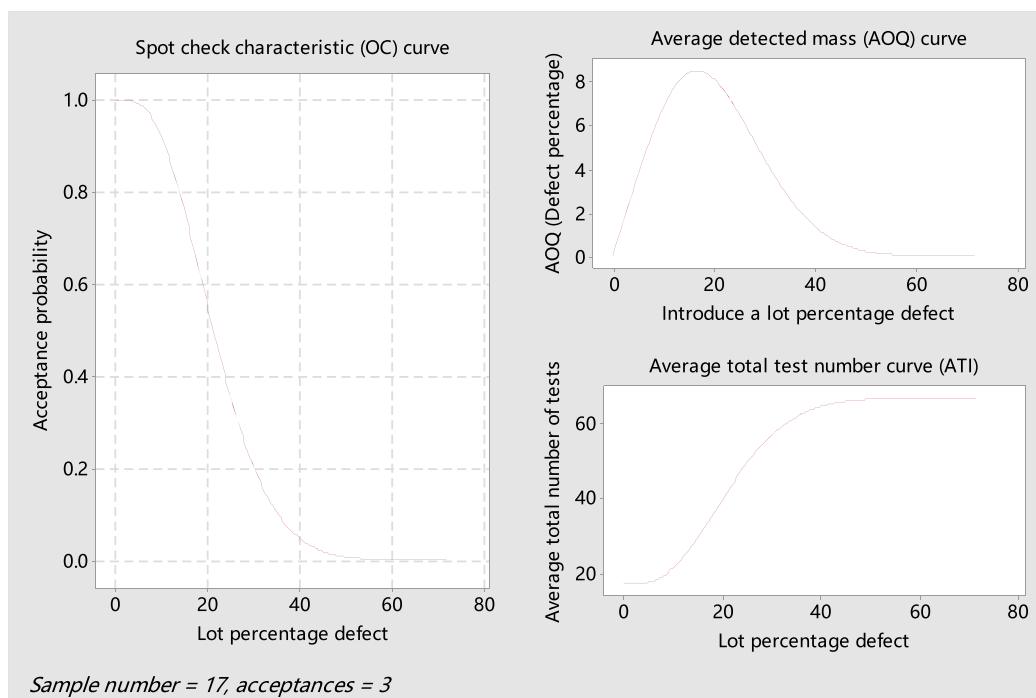 Spot check characteristic (OC) curve
Acceptance probability
1.0
0.8
0.6
0.4
0.2
0.0
0 20 40 60 80
Lot percentage defect
Average detected mass (AOQ) curve
AOQ (Defect percentage)
8
6
4
2
0
0 20 40 60 80
Introduce a lot percentage defect
Average total test number curve (ATI)
Average total number of tests
60
40
20
0 20 40 60 80
Lot percentage defect
Sample number = 17, acceptances = 3